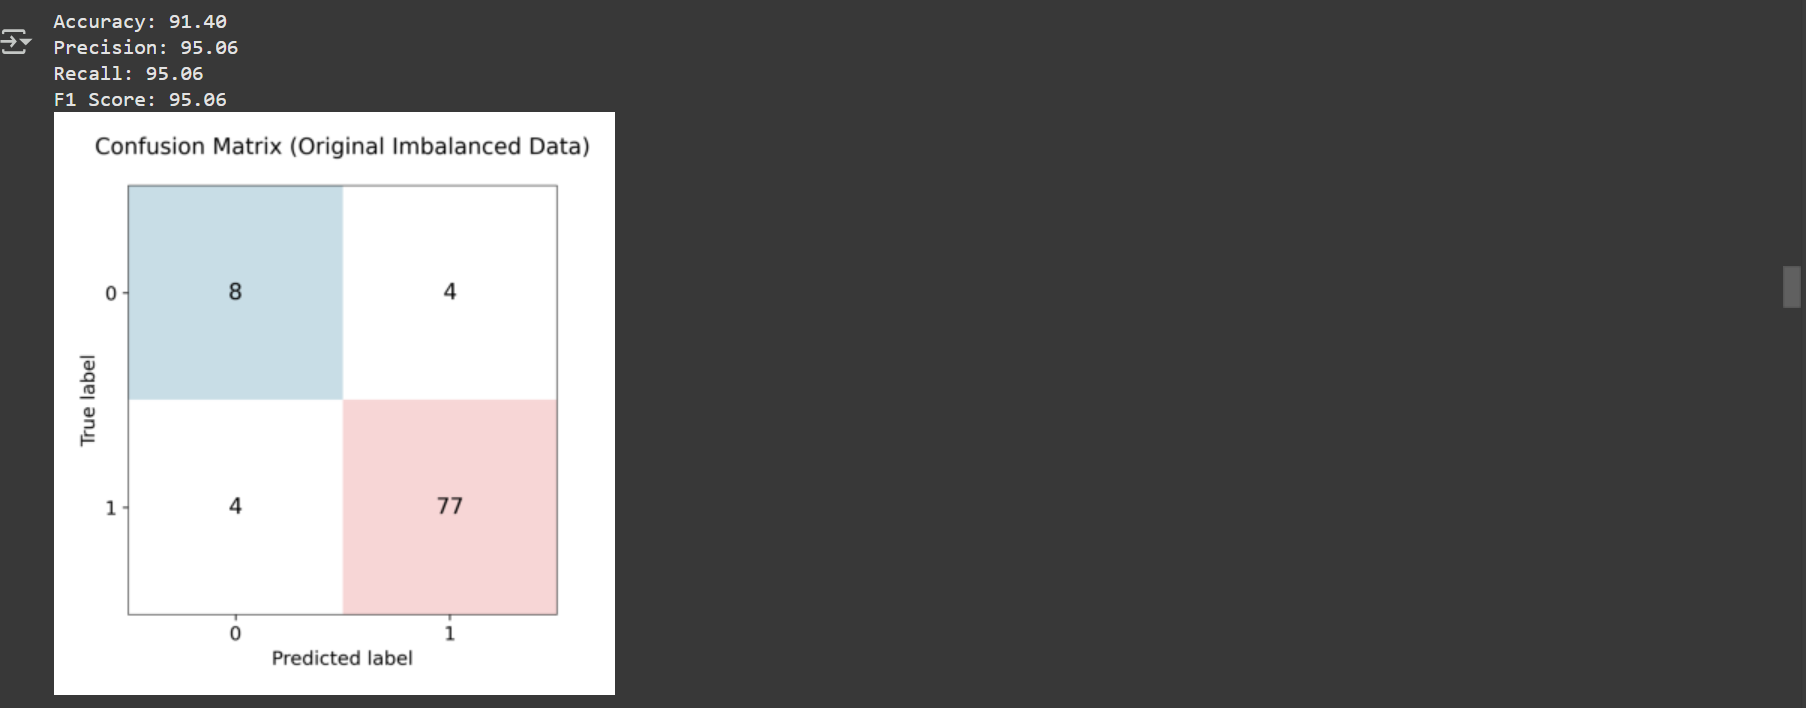 Accuracy: 91.40
Precision: 95.06
Recall: 95.06
F1 Score: 95.06
Confusion Matrix (Original Imbalanced Data)
0
8
4
True label
1
4
77
0
1
Predicted label